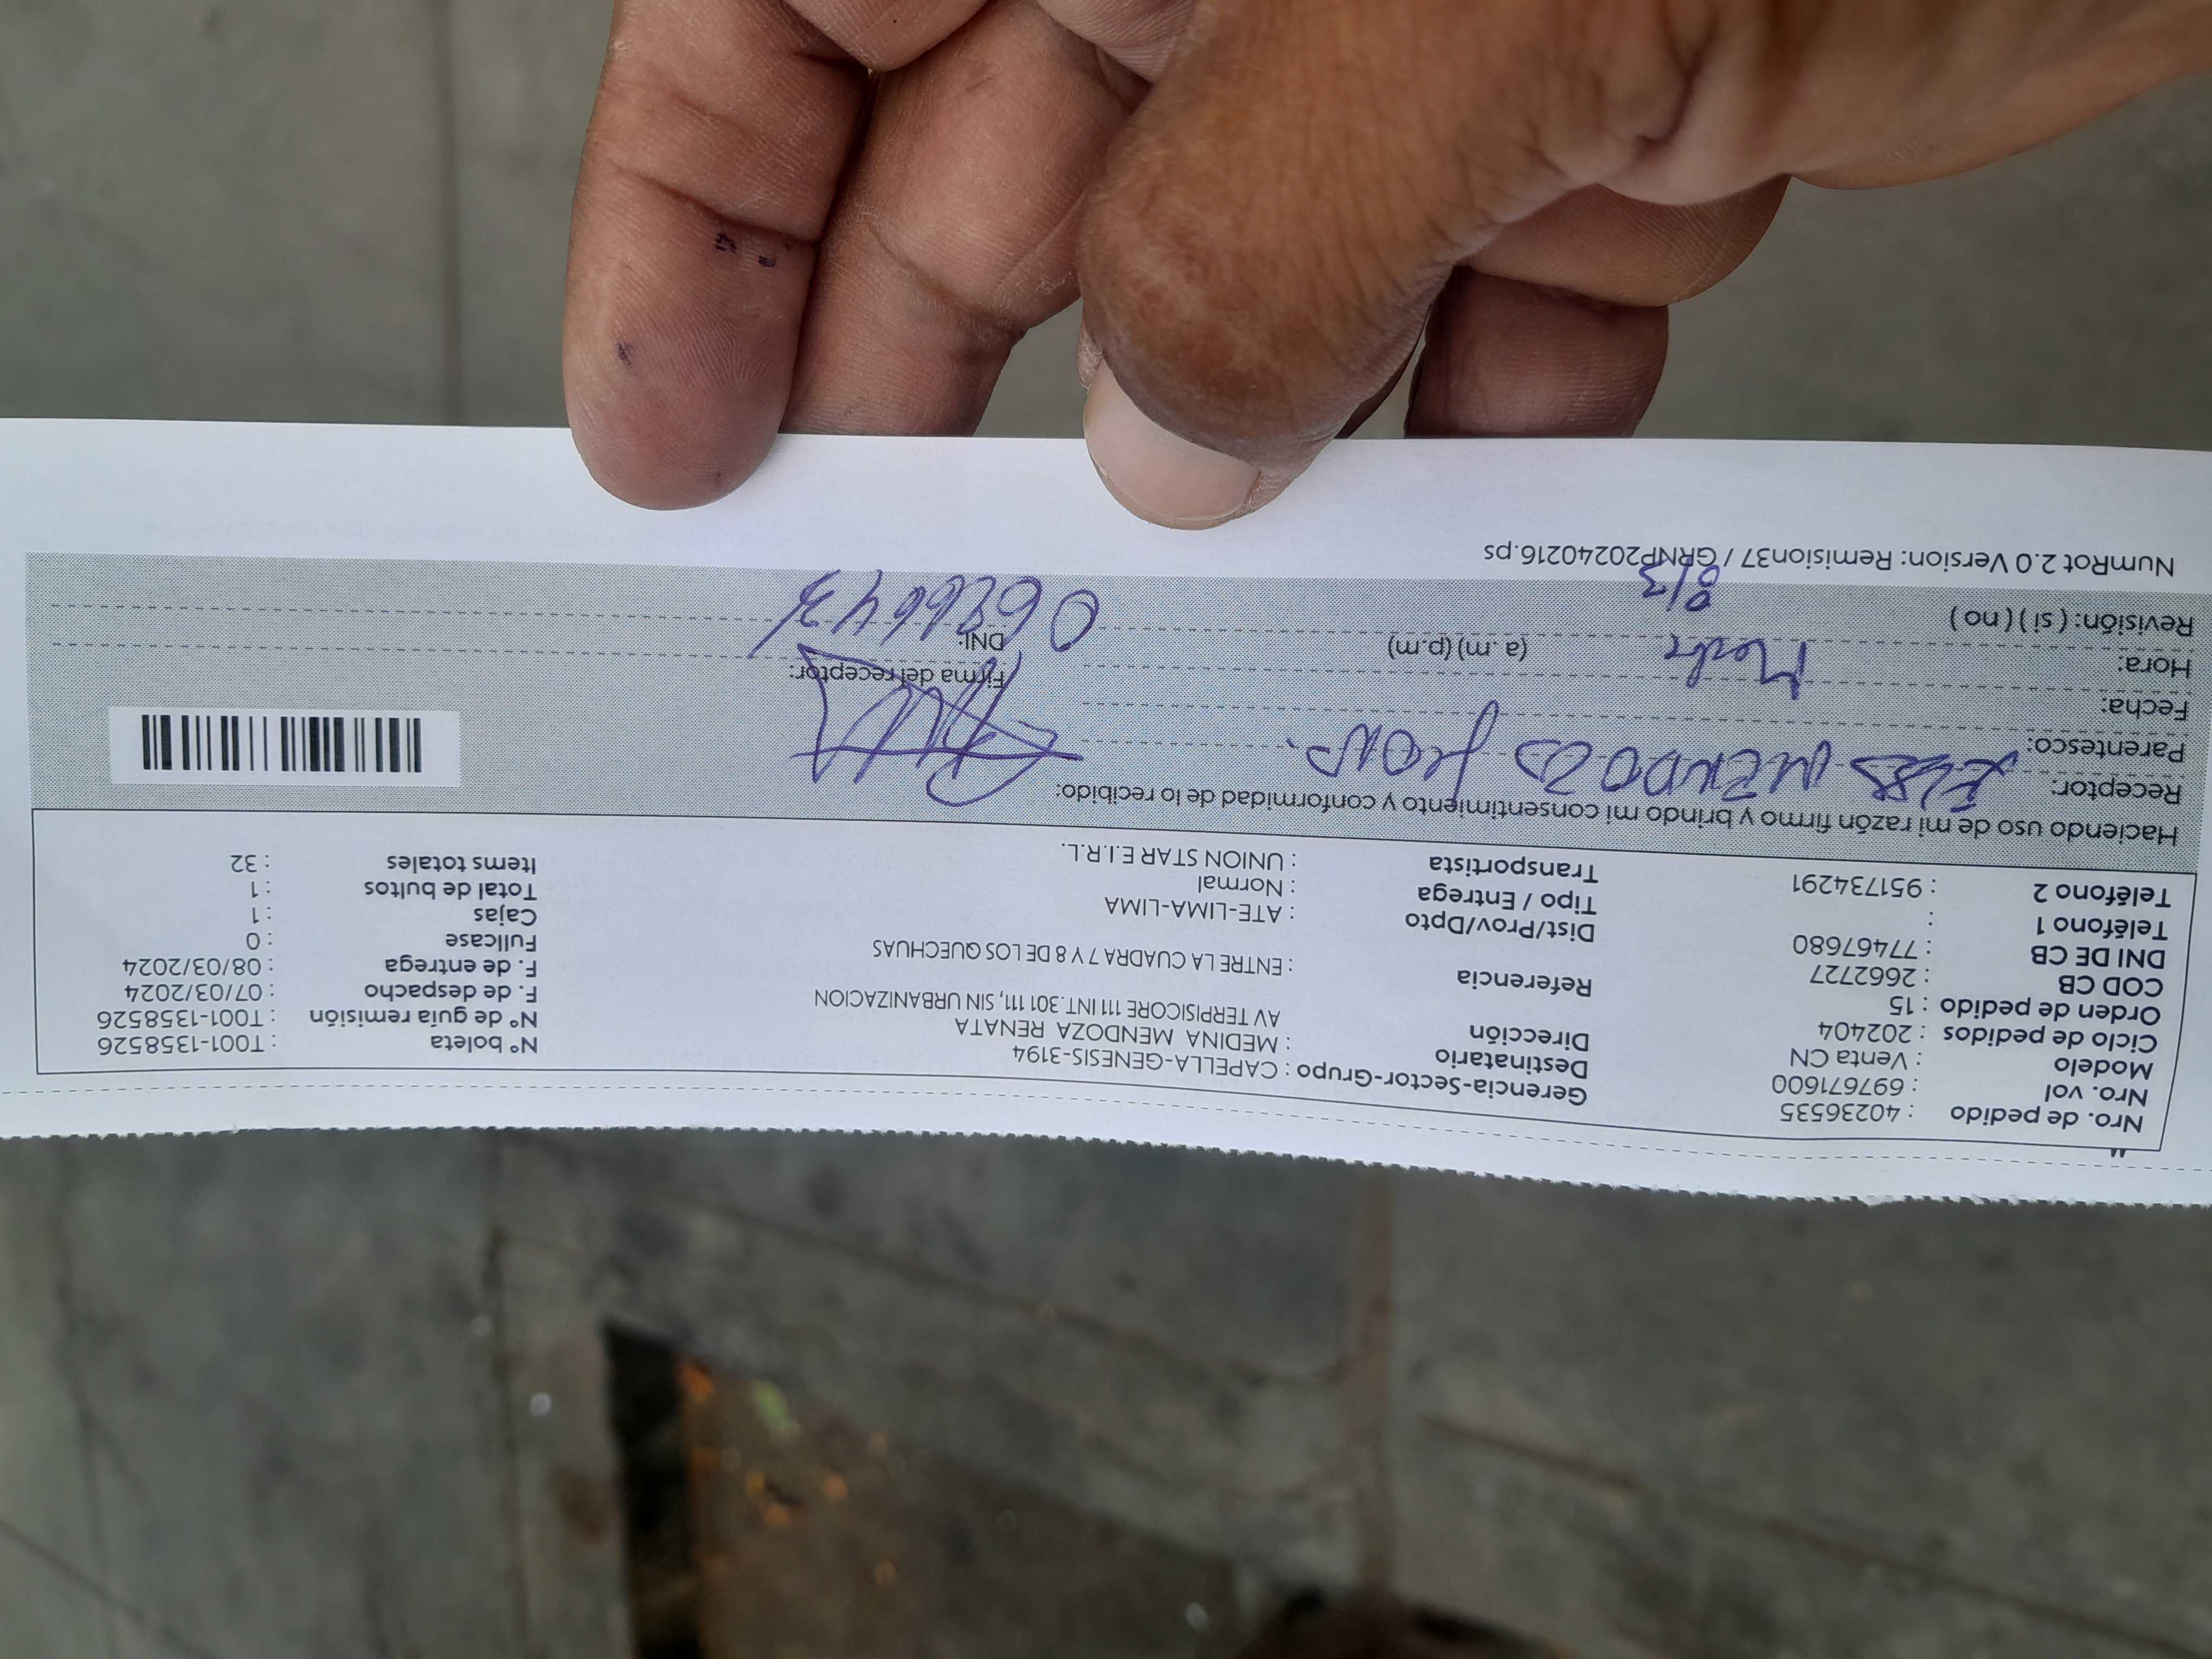 Nro. de pedido : 40236535
Nro. vol : 697671600
Modelo : Venta CN
Ciclo de pedidos : 202404
Orden de pedido : 15
COD CB : 2662727
DNI DE CB : 77467680
Teléfono 1 :
Teléfono 2 : 951734291
Gerencia-Sector-Grupo : CAPELLA-GENESIS-3194
Destinatario : MEDINA MENDOZA RENATA
Dirección AV TERPISICORE 111 INT. 301 111, SIN URBANIZACION
Referencia : ENTRE LA CUADRA 7 Y 8 DE LOS QUECHUAS
Dist/Prov/Dpto : ATE-LIMA-LIMA
Tipo / Entrega : Normal
Transportista : UNION STAR E.I.R.L.
N° boleta : T001-1358526
N° de guía remisión : T001-1358526
F. de despacho : 07/03/2024
F. de entrega : 08/03/2024
Fullcase : 0
Cajas : 1
Total de bultos : 1
Items totales : 32
Haciendo uso de mi razón firmo y brindo mi consentimiento y conformidad de lo recibido:
Receptor:
Parentesco:
Fecha:
Hora: (a. m) (p.m)
Revisión: ( si ) ( no ) 8/3
Firma del receptor:
DNI:
NumRot 2.0 Version: Remision37 / GRNP20240216.ps